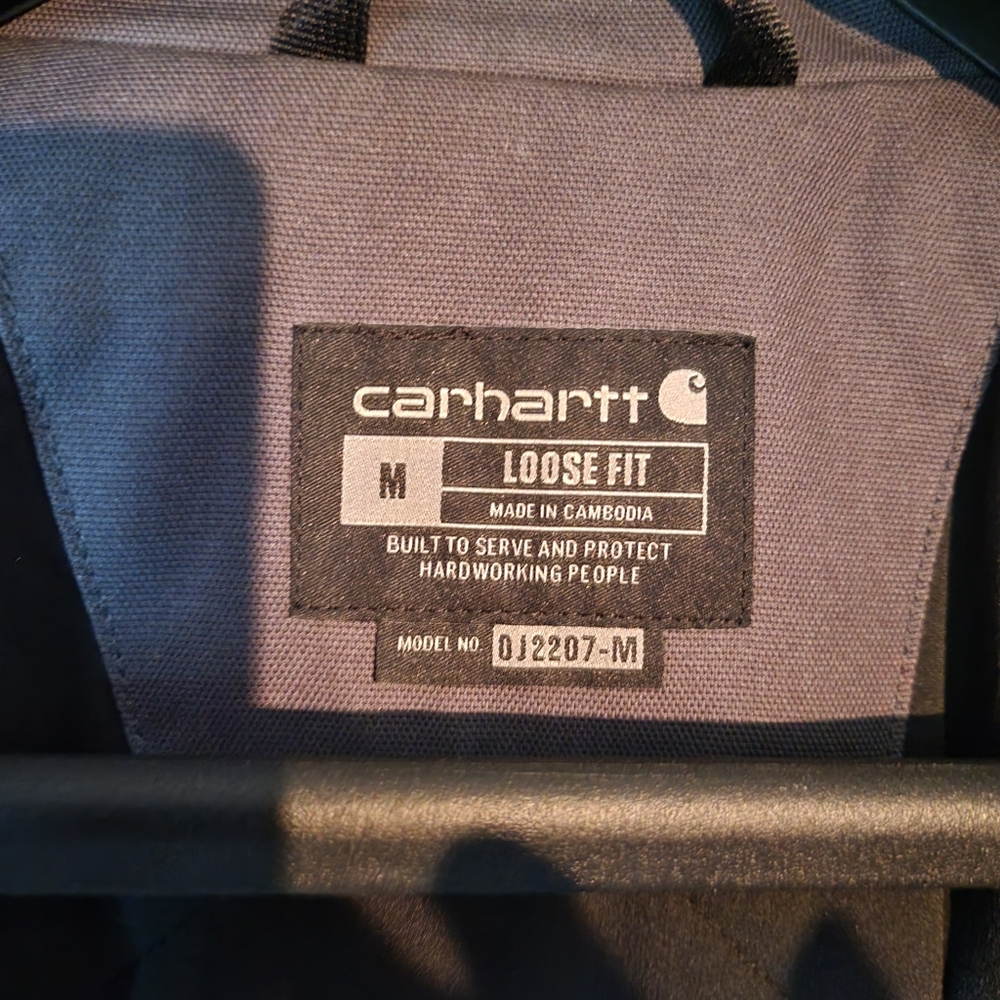 carhartt
M
LOOSE FIT
MADE IN CAMBODIA
BUILT TO SERVE AND PROTECT
HARDWORKING PEOPLE
MODEL NO. OJ2207-M